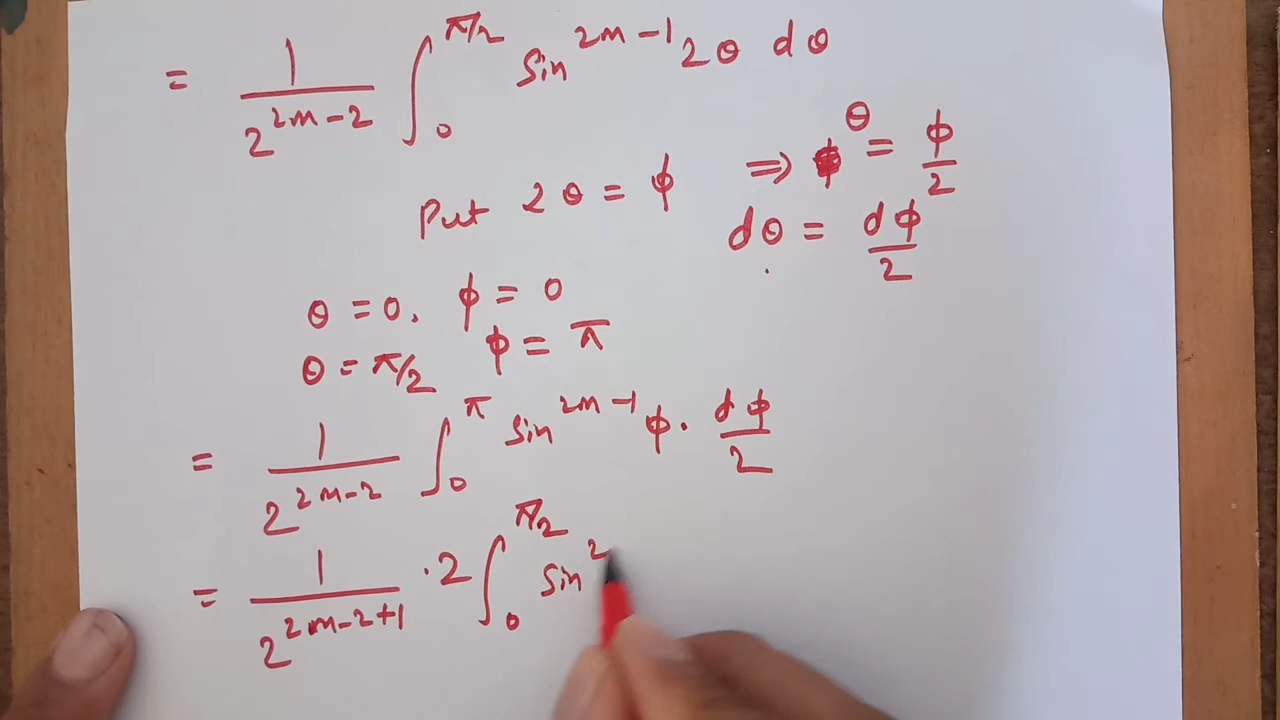 = 1/2^{2m-2} ∫_0^{π/2} sin^{2m-1} 2θ dθ
Put 2θ = φ ⇒ θ = φ/2
dθ = dφ/2
θ = 0, φ = 0
θ = π/2 φ = π
= 1/2^{2m-2} ∫_0^π sin^{2m-1} φ · dφ/2
= 1/2^{2m-2+1} · 2 ∫_0^{π/2} sin^2